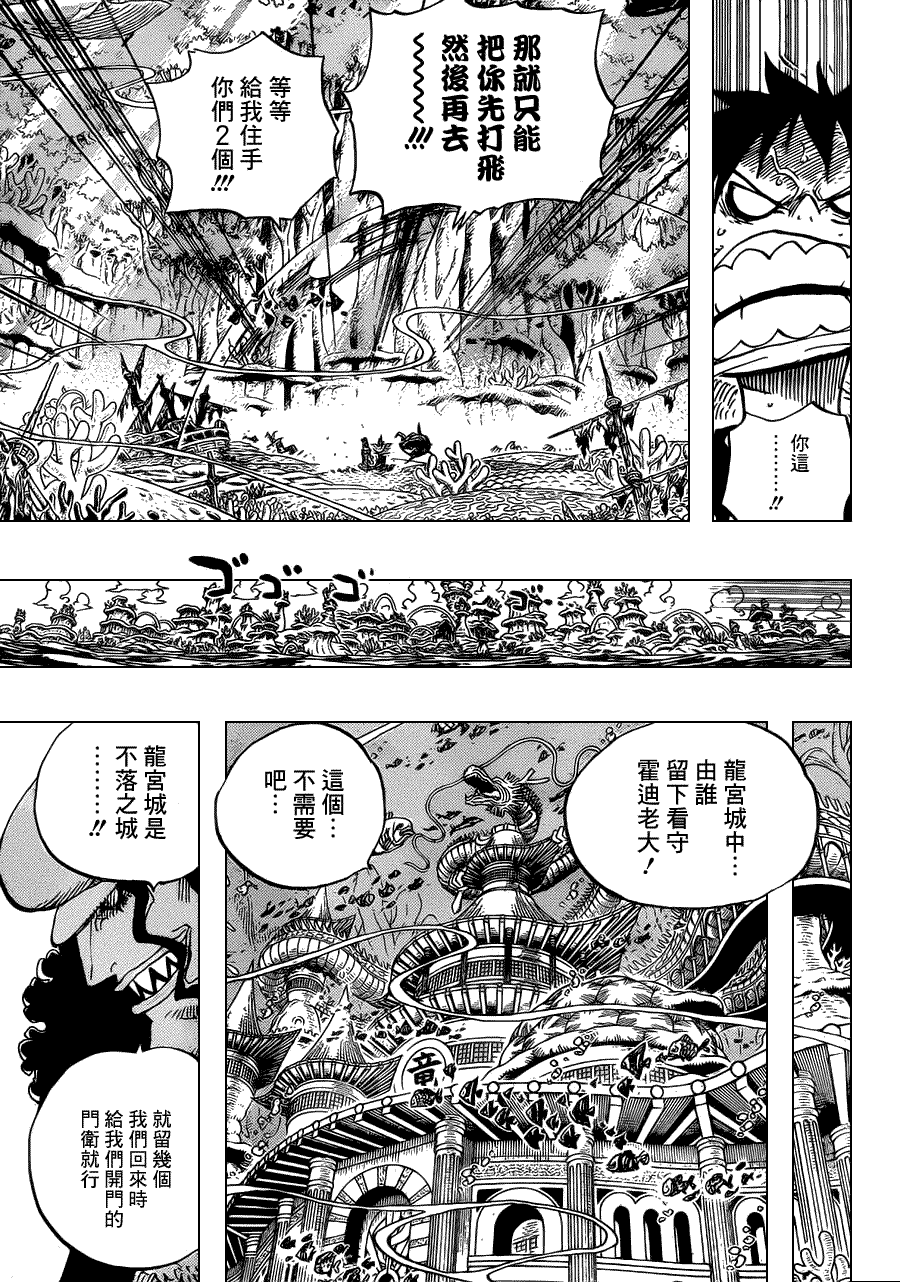 你這
………!!
那就只能
把你先打飛
然後再去
～～～～!!!
等等
給我住手
你們2個!!!
ゴゴゴゴ
龍宮城中…
由誰
留下看守
霍迪老大!
這個…
不需要
吧…
竜
龍宮城是
不落之城
………!!
就留幾個
我們回來時
給我們開門的
門衛就行